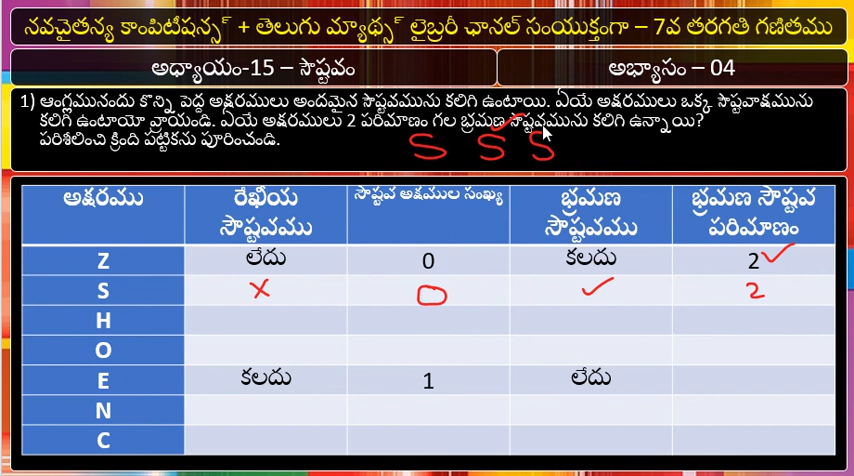 నవచైతన్య కాంపిటీషన్స్ + తెలుగు మ్యాథ్స్ లైబ్రరీ ఛానల్ సంయుక్తంగా – 7వ తరగతి గణితము
అధ్యాయం-15 – సౌష్టవం అభ్యాసం – 04
1) ఆంగ్లమునందు కొన్ని పెద్ద అక్షరములు అందమైన సౌష్టవమును కలిగి ఉంటాయి. ఏయే అక్షరములు ఒక్క సౌష్టవాక్షమును
కలిగి ఉంటాయో వ్రాయండి. ఏయే అక్షరములు 2 పరిమాణం గల భ్రమణ సౌష్టవమును కలిగి ఉన్నాయి?
పరిశీలించి క్రింది పట్టికను పూరించండి. S S ✓ S
అక్షరము రేఖీయ సౌష్టవ అక్షముల సంఖ్య భ్రమణ భ్రమణ సౌష్టవ
సౌష్టవము సౌష్టవము పరిమాణం
Z లేదు 0 కలదు 2 ✓
S × 0 ✓ 2
H
O
E కలదు 1 లేదు
N
C